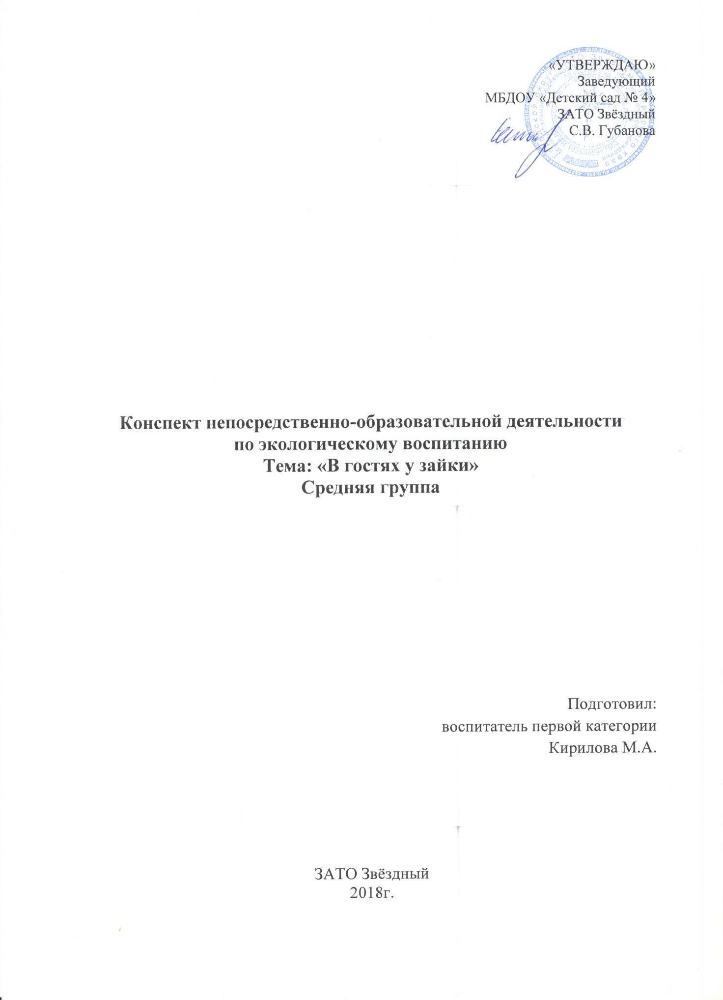 «УТВЕРЖДАЮ»
Заведующий
МБДОУ «Детский сад № 4»
ЗАТО Звёздный
С.В. Губанова
Конспект непосредственно-образовательной деятельности
по экологическому воспитанию
Тема: «В гостях у зайки»
Средняя группа
Подготовил:
воспитатель первой категории
Кирилова М.А.
ЗАТО Звёздный
2018г.